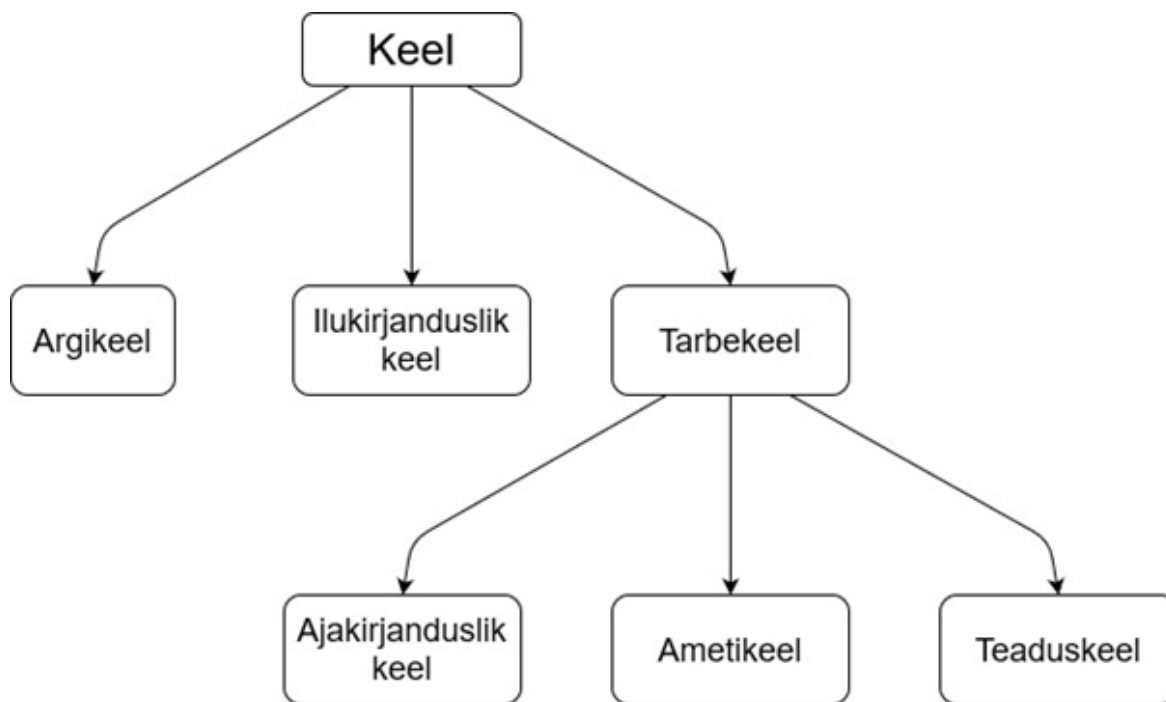 Keel
Argikeel
Ilukirjanduslik
keel
Tarbekeel
Ajakirjanduslik
keel
Ametikeel
Teaduskeel